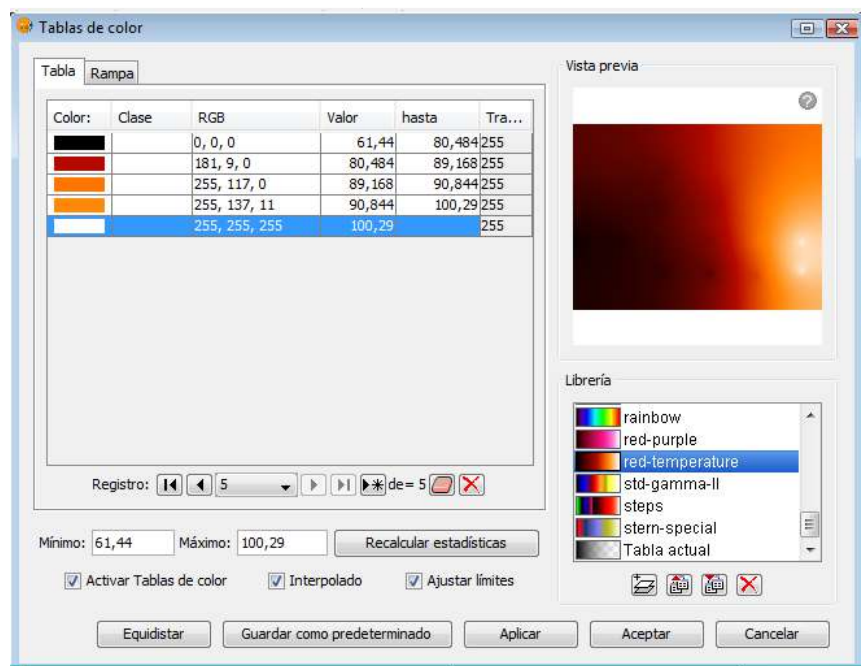 Tablas de color
Tabla Rampa
Color: Clase RGB Valor hasta Tra...
0, 0, 0 61,44 80,484 255
181, 9, 0 80,484 89,168 255
255, 117, 0 89,168 90,844 255
255, 137, 11 90,844 100,29 255
255, 255, 255 100,29 255
Registro: 5 de= 5
Mínimo: 61,44 Máximo: 100,29 Recalcular estadísticas
Activar Tablas de color Interpolado Ajustar límites
Vista previa
?
Librería
rainbow
red-purple
red-temperature
std-gamma-II
steps
stern-special
Tabla actual
Equidistar Guardar como predeterminado Aplicar Aceptar Cancelar